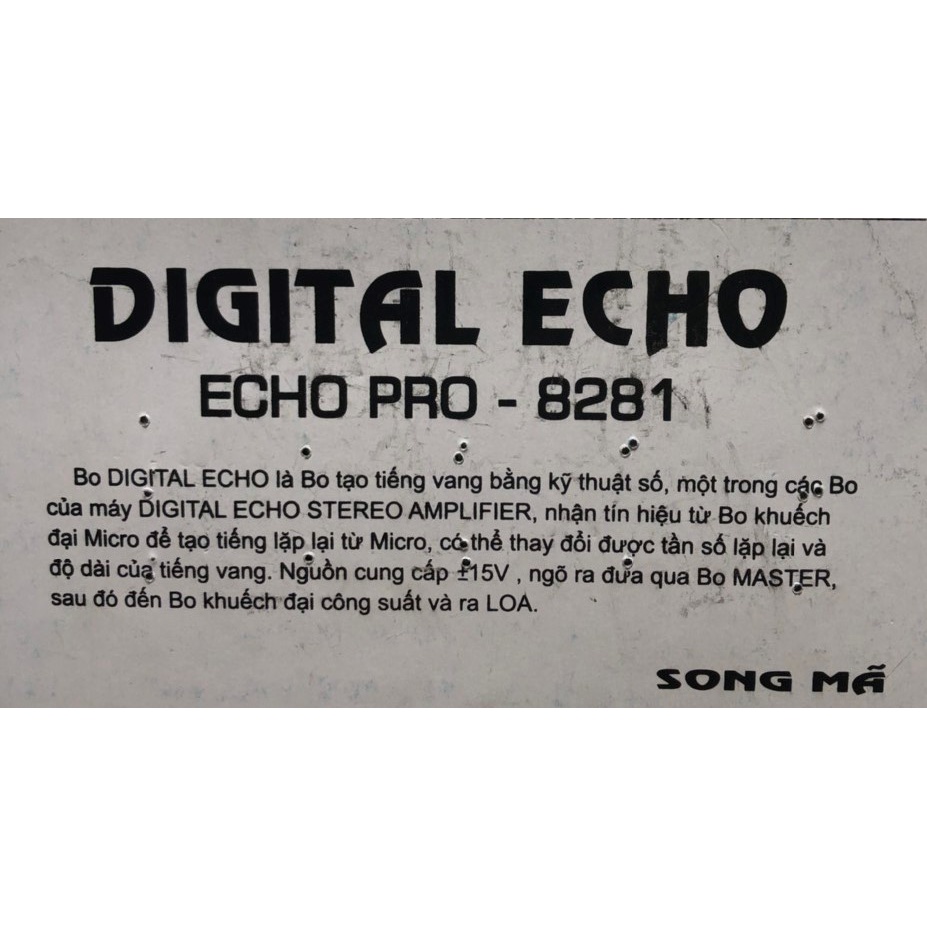 DIGITAL ECHO
ECHO PRO - 8281
Bo DIGITAL ECHO là Bo tạo tiếng vang bằng kỹ thuật số, một trong các Bo
của máy DIGITAL ECHO STEREO AMPLIFIER, nhận tín hiệu từ Bo khuếch
đại Micro để tạo tiếng lặp lại từ Micro, có thể thay đổi được tần số lặp lại và
độ dài của tiếng vang. Nguồn cung cấp ±15V , ngõ ra đưa qua Bo MASTER,
sau đó đến Bo khuếch đại công suất và ra LOA.
SONG MÃ